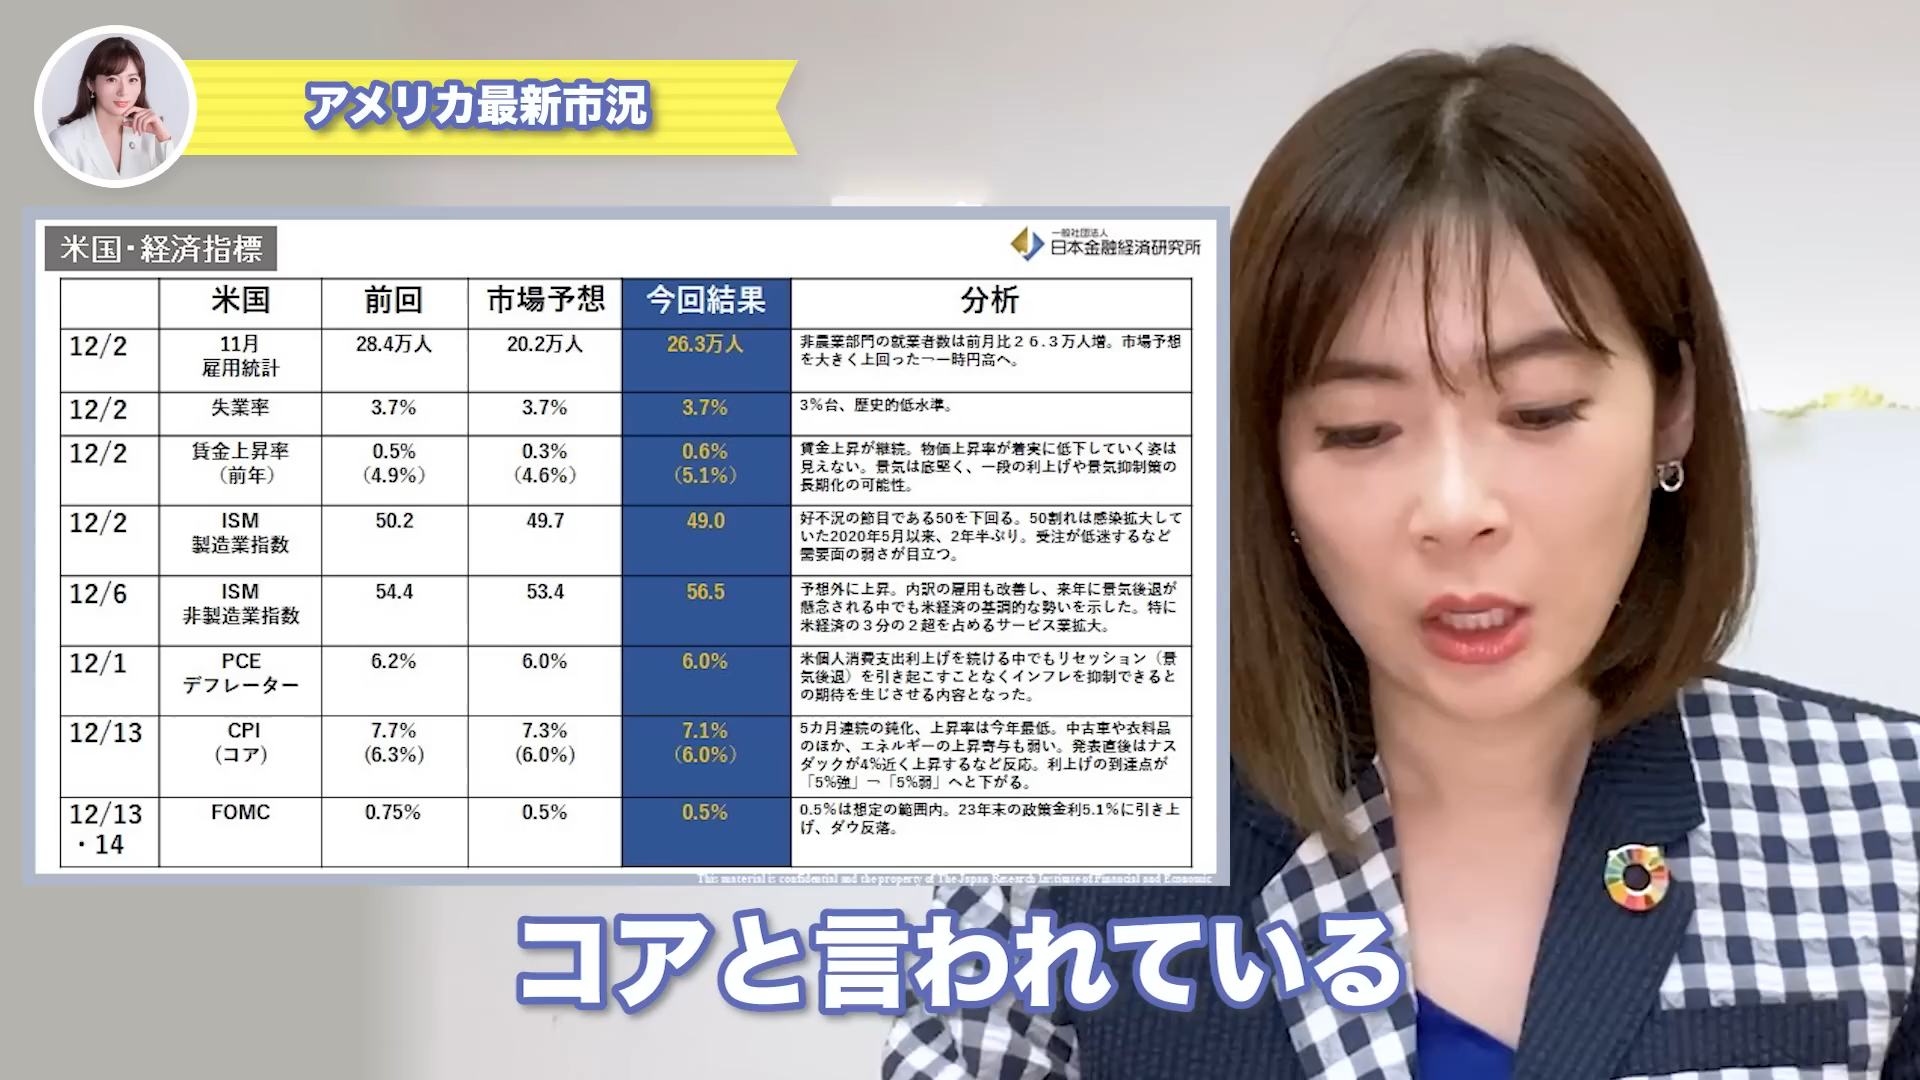 アメリカ最新市況
米国・経済指標
一般社団法人
日本金融経済研究所
米国 前回 市場予想 今回結果 分析
12/2 11月 雇用統計 28.4万人 20.2万人 26.3万人
非農業部門の就業者数は前月比２６.３万人増。市場予想
を大きく上回った→一時円高へ。
12/2 失業率 3.7% 3.7% 3.7% 3%台、歴史的低水準。
12/2 賃金上昇率 0.5% 0.3% 0.6%
（前年） （4.9%） （4.6%） （5.1%）
賃金上昇が継続。物価上昇率が着実に低下していく姿は
見えない。景気は底堅く、一段の利上げや景気抑制策の
長期化の可能性。
12/2 ISM 製造業指数 50.2 49.7 49.0
好不況の節目である50を下回る。50割れは感染拡大して
いた2020年5月以来、2年半ぶり。受注が低迷するなど
需要面の弱さが目立つ。
12/6 ISM 非製造業指数 54.4 53.4 56.5
予想外に上昇。内訳の雇用も改善し、来年に景気後退が
懸念される中でも米経済の基調的な勢いを示した。特に
米経済の３分の２超を占めるサービス業拡大。
12/1 PCE デフレーター 6.2% 6.0% 6.0%
米個人消費支出利上げを続ける中でもリセッション（景
気後退）を引き起こすことなくインフレを抑制できると
の期待を生じさせる内容となった。
12/13 CPI 7.7% 7.3% 7.1%
(コア) (6.3%) (6.0%) （6.0%）
5カ月連続の鈍化、上昇率は今年最低。中古車や衣料品
のほか、エネルギーの上昇寄与も弱い。発表直後はナス
ダックが4%近く上昇するなど反応。利上げの到達点が
「5%強」→「5%弱」へと下がる。
12/13 ・14 FOMC 0.75% 0.5% 0.5%
0.5%は想定の範囲内。23年末の政策金利5.1%に引き上
げ、ダウ反落。
This material is confidential and the property of The Japan Research Institute of Financial and Economic
コアと言われている